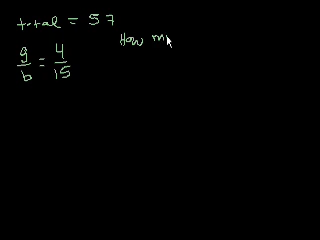 total = 57
g/b = 4/15
How m